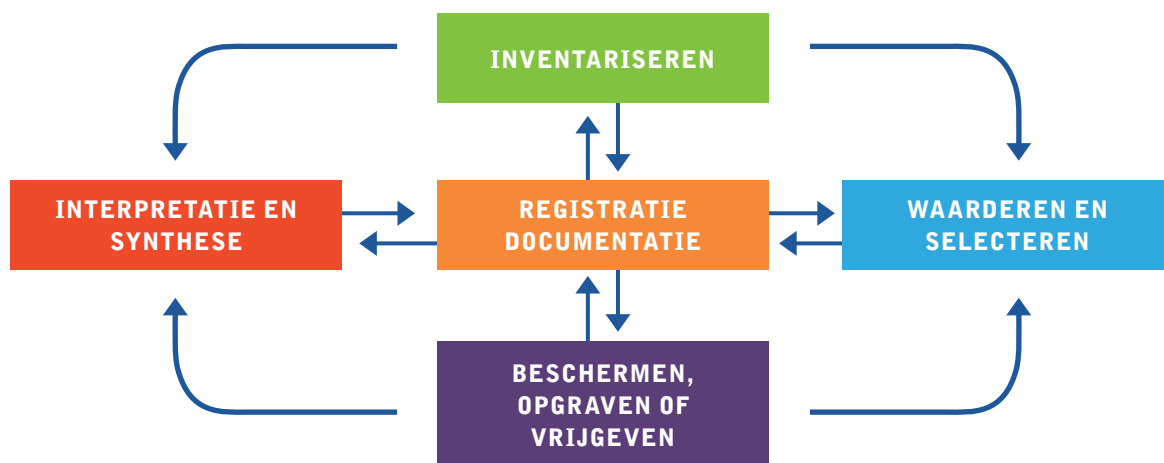 INVENTARISEREN
INTERPRETATIE EN
SYNTHESE
REGISTRATIE
DOCUMENTATIE
WAARDEREN EN
SELECTEREN
BESCHERMEN,
OPGRAVEN OF
VRIJGEVEN